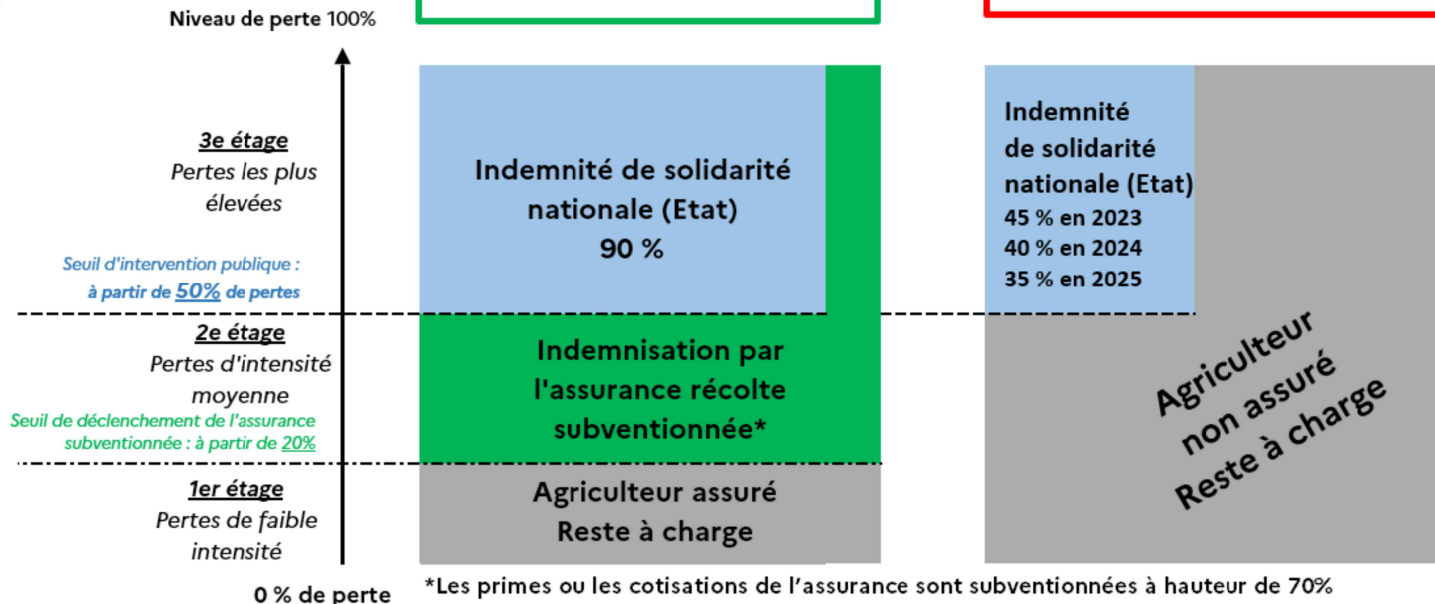 Niveau de perte 100%
3e étage
Pertes les plus
élevées
Seuil d'intervention publique :
à partir de 50% de pertes
2e étage
Pertes d'intensité
moyenne
Seuil de déclenchement de l'assurance
subventionnée : à partir de 20%
1er étage
Pertes de faible
intensité
0 % de perte
Indemnité de solidarité
nationale (Etat)
90 %
Indemnisation par
l'assurance récolte
subventionnée*
Agriculteur assuré
Reste à charge
Indemnité
de solidarité
nationale (Etat)
45 % en 2023
40 % en 2024
35 % en 2025
Agriculteur
non assuré
Reste à charge
*Les primes ou les cotisations de l'assurance sont subventionnées à hauteur de 70%